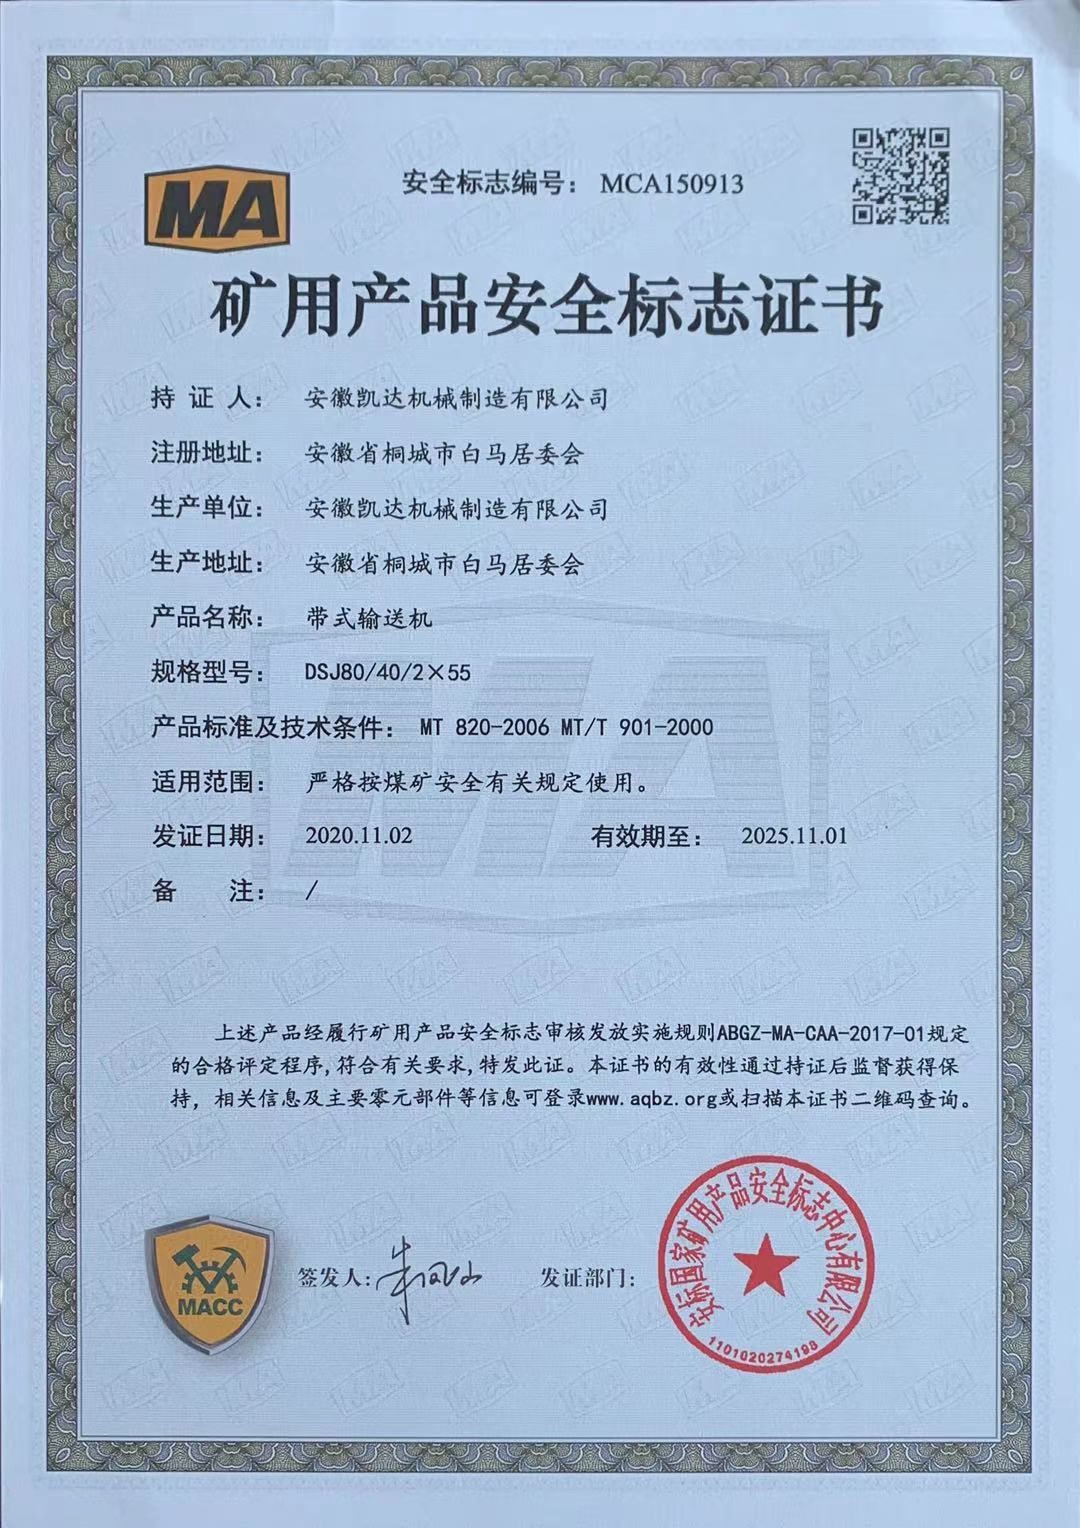 MA
安全标志编号： MCA150913
矿用产品安全标志证书
持 证 人： 安徽凯达机械制造有限公司
注册地址： 安徽省桐城市白马居委会
生产单位： 安徽凯达机械制造有限公司
生产地址： 安徽省桐城市白马居委会
产品名称： 带式输送机
规格型号： DSJ80/40/2×55
产品标准及技术条件： MT 820-2006 MT/T 901-2000
适用范围： 严格按煤矿安全有关规定使用。
发证日期： 2020.11.02 有效期至： 2025.11.01
备 注： /
上述产品经履行矿用产品安全标志审核发放实施规则ABGZ-MA-CAA-2017-01规定
的合格评定程序,符合有关要求,特发此证。本证书的有效性通过持证后监督获得保
持，相关信息及主要零元部件等信息可登录www.aqbz.org或扫描本证书二维码查询。
MACC
签发人： 发证部门：
安标国家矿用产品安全标志中心有限公司
1101020274198